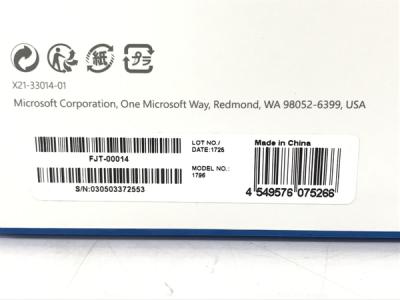 紙
プラ
X21-33014-01
Microsoft Corporation, One Microsoft Way, Redmond, WA 98052-6399, USA
FJT-00014
S/N:030503372553
LOT NO./
DATE:1725
MODEL NO.:
1796
Made in China
4 549576 075266